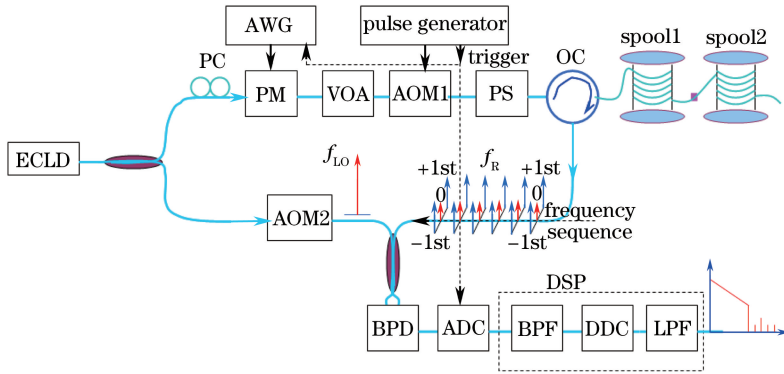 AWG
pulse generator
spool1
spool2
PC
trigger
OC
PM
VOA
AOM1
PS
ECLD
f_LO
+1st
f_R
+1st
0
0
AOM2
frequency
sequence
−1st
−1st
DSP
BPD
ADC
BPF
DDC
LPF